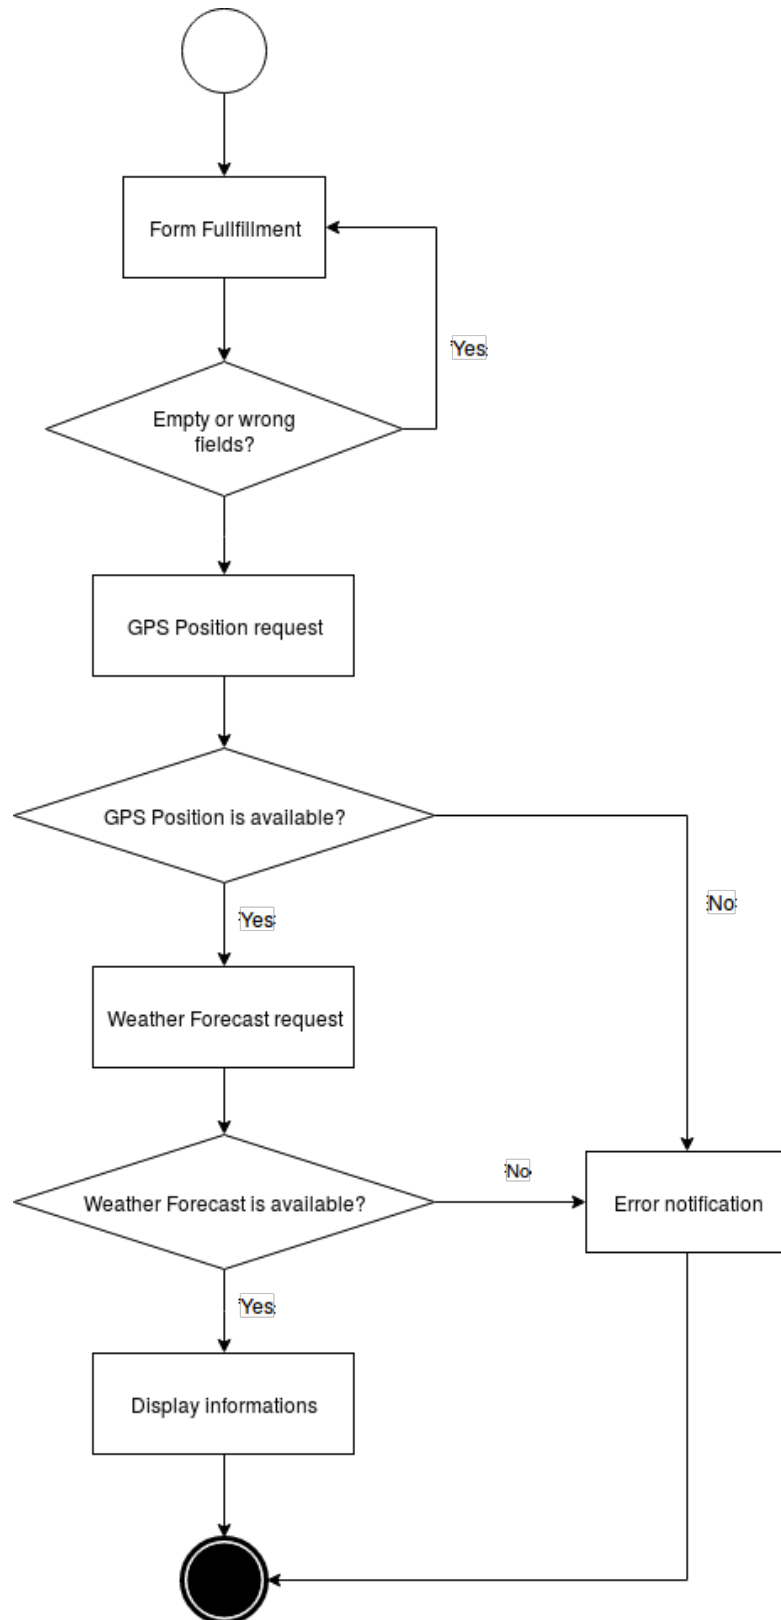 Form Fullfillment
Yes
Empty or wrong
fields?
GPS Position request
GPS Position is available?
No
Yes
Weather Forecast request
No
Weather Forecast is available?
Error notification
Yes
Display informations